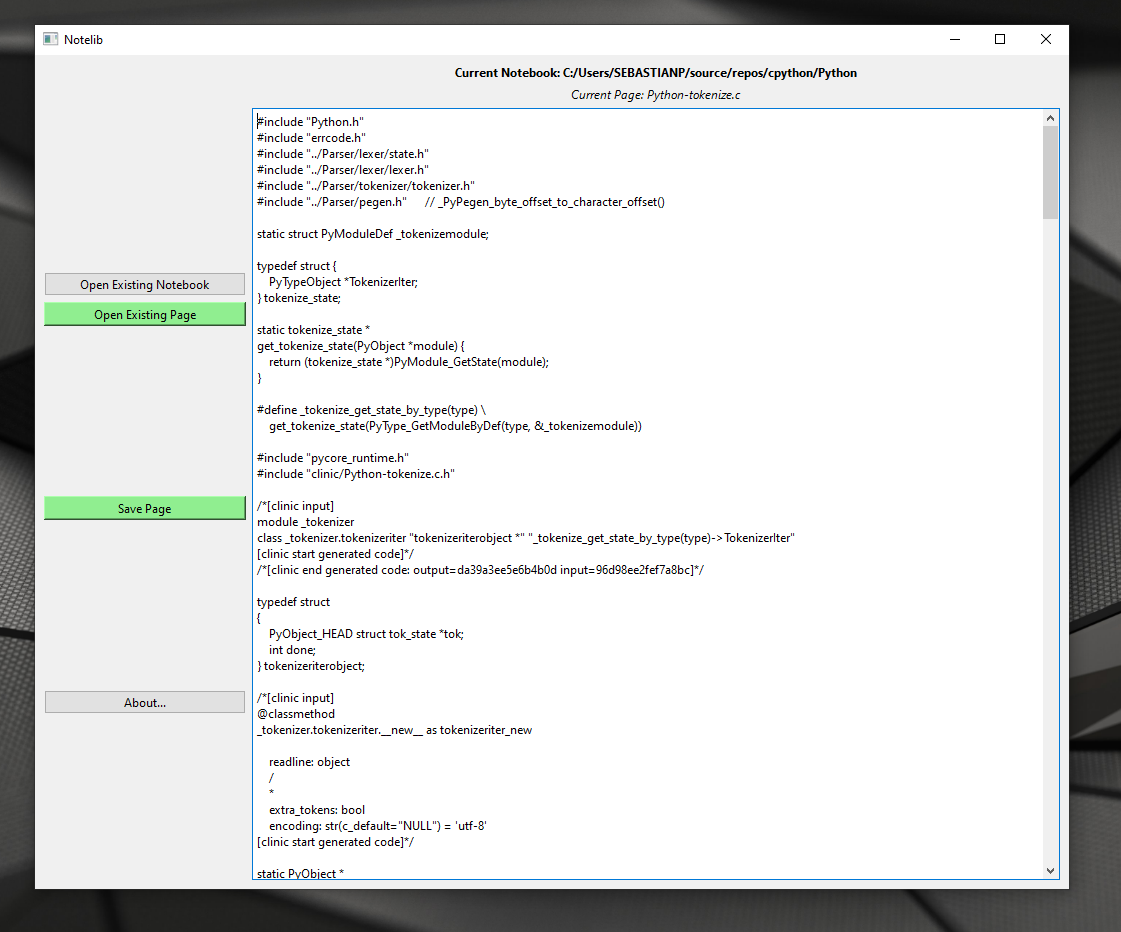 Notelib
Current Notebook: C:/Users/SEBASTIANP/source/repos/cpython/Python
Current Page: Python-tokenize.c
Open Existing Notebook
Open Existing Page
Save Page
About...
#include "Python.h"
#include "errcode.h"
#include "../Parser/lexer/state.h"
#include "../Parser/lexer/lexer.h"
#include "../Parser/tokenizer/tokenizer.h"
#include "../Parser/pegen.h"      // _PyPegen_byte_offset_to_character_offset()
static struct PyModuleDef _tokenizemodule;
typedef struct {
    PyTypeObject *TokenizerIter;
} tokenize_state;
static tokenize_state *
get_tokenize_state(PyObject *module) {
    return (tokenize_state *)PyModule_GetState(module);
}
#define _tokenize_get_state_by_type(type) \
    get_tokenize_state(PyType_GetModuleByDef(type, &_tokenizemodule))
#include "pycore_runtime.h"
#include "clinic/Python-tokenize.c.h"
/*[clinic input]
module _tokenizer
class _tokenizer.tokenizeriter "tokenizeriterobject *" "_tokenize_get_state_by_type(type)->TokenizerIter"
[clinic start generated code]*/
/*[clinic end generated code: output=da39a3ee5e6b4b0d input=96d98ee2fef7a8bc]*/
typedef struct
{
    PyObject_HEAD struct tok_state *tok;
    int done;
} tokenizeriterobject;
/*[clinic input]
@classmethod
_tokenizer.tokenizeriter.__new__ as tokenizeriter_new
    readline: object
    /
    *
    extra_tokens: bool
    encoding: str(c_default="NULL") = 'utf-8'
[clinic start generated code]*/
static PyObject *